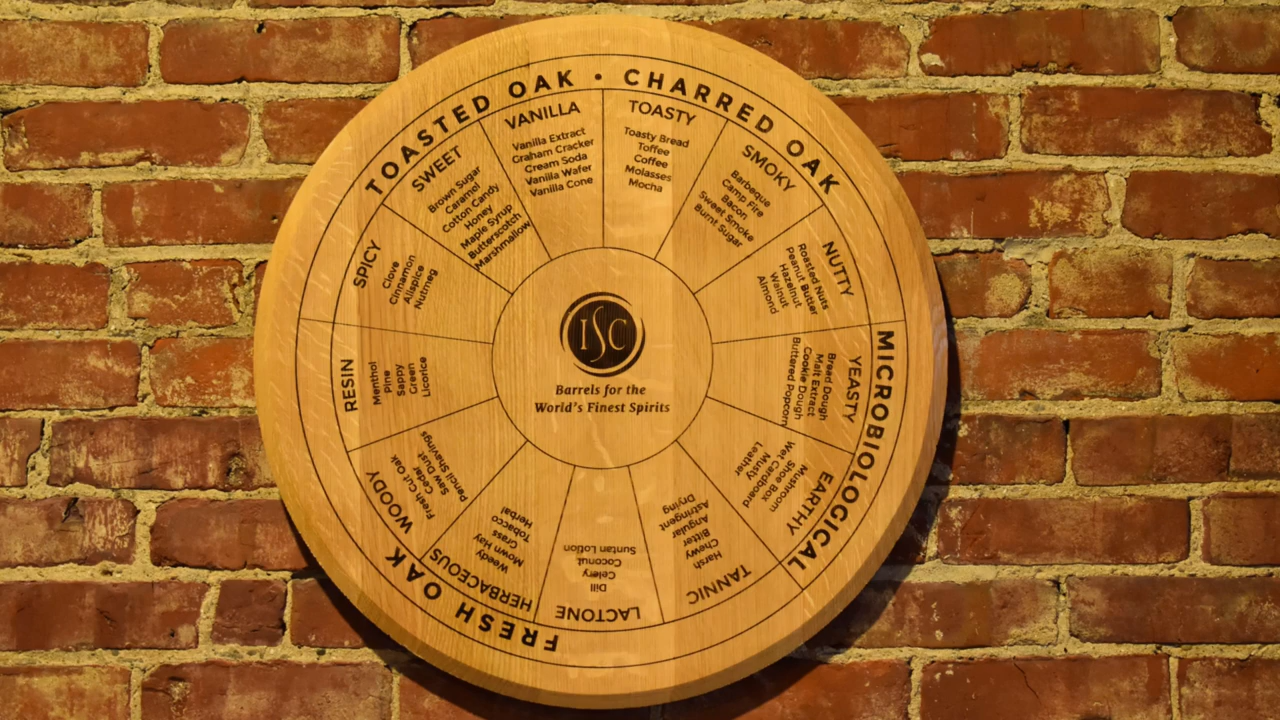 TOASTED OAK • CHARRED OAK
VANILLA
Vanilla Extract
Graham Cracker
Cream Soda
Vanilla Wafer
Vanilla Cone
TOASTY
Toasty Bread
Toffee
Coffee
Molasses
Mocha
SMOKY
Barbeque
Camp Fire
Bacon
Sweet Smoke
Burnt Sugar
NUTTY
Roasted Nuts
Peanut Butter
Hazelnut
Walnut
Almond
MICROBIOLOGICAL
YEASTY
Bread Dough
Malt Extract
Cookie Dough
Buttered Popcorn
EARTHY
Mushroom
Shoe Box
Wet Cardboard
Musty
Leather
FRESH OAK
TANNIC
Harsh
Chewy
Bitter
Angular
Astringent
Drying
LACTONE
Dill
Celery
Coconut
Suntan Lotion
HERBACEOUS
Weedy
Mown Hay
Grass
Tobacco
Herbal
WOODY
Fresh Cut Oak
Cedar
Saw Dust
Pencil Shavings
RESIN
Menthol
Pine
Sappy
Green
Licorice
SPICY
Clove
Cinnamon
Allspice
Nutmeg
SWEET
Brown Sugar
Caramel
Cotton Candy
Honey
Maple Syrup
Butterscotch
Marshmallow
ISC
Barrels for the
World's Finest Spirits